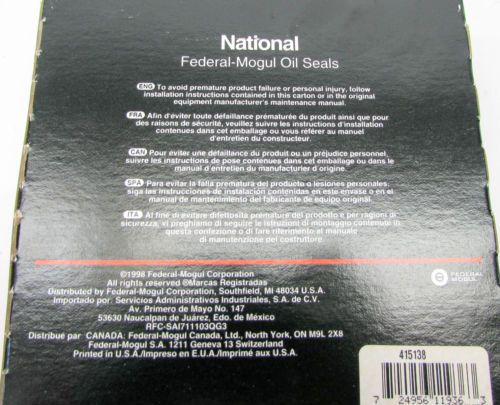 National
Federal-Mogul Oil Seals
ENG To avoid premature product failure or personal injury, follow
installation instructions contained in this carton or in the original
equipment manufacturer's maintenance manual.
FRA Afin d'éviter toute défaillance prématurée du produit ainsi que pour
des raisons de sécurité, veuillez suivre les instructions d'installation
contenues dans cet emballage ou vous référer au manuel
d'entretien du constructeur.
CAN Pour éviter une défaillance du produit ou un préjudice personnel,
suivre les instructions de pose contenues dans cet emballage ou dans le
manuel d'entretien du manufacturier d'origine.
SPA Para evitar la falla prematura del producto o lesiones personales,
siga las instrucciones de instalación contenidas en este envase o en el
manual de mantenimiento del fabricante de equipo original.
ITA Al fine di evitare difettosità premature del prodotto e per ragioni di
sicurezza, vi preghiamo di seguire le istruzioni di montaggio contenute in
questa confezione o di fare riferimento al manuale
di manutenzione del costruttore.
©1998 Federal-Mogul Corporation
All rights reserved ®Marcas Registradas
Distributed by Federal-Mogul Corporation, Southfield, MI 48034 U.S.A.
Importado por: Servicios Administrativos Industriales, S.A. de C.V.
Av. Primero de Mayo No. 147
53630 Naucalpan de Juárez, Edo. de México
RFC-SAI711103QG3
Distribué par : CANADA: Federal-Mogul Canada, Ltd., North York, ON M9L 2X8
Federal-Mogul S.A. 1211 Geneva 13 Switzerland
Printed in U.S.A./Impreso en E.U.A./Imprimé aux U.S.A.
FEDERAL
MOGUL
415138
7 24956 11936 3